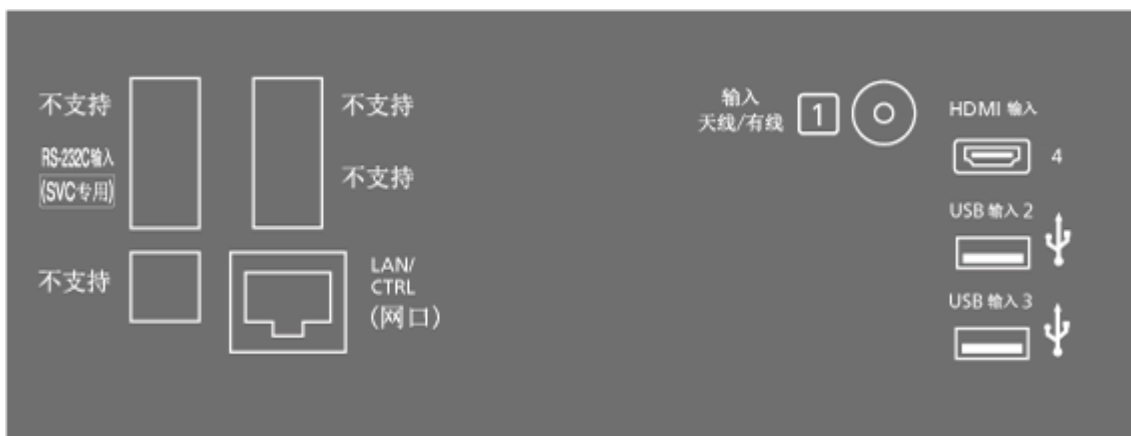 不支持
RS-232C输入
(SVC专用)
不支持
不支持
不支持
LAN/
CTRL
(网口)
输入
天线/有线
1
HDMI 输入
4
USB 输入 2
USB 输入 3